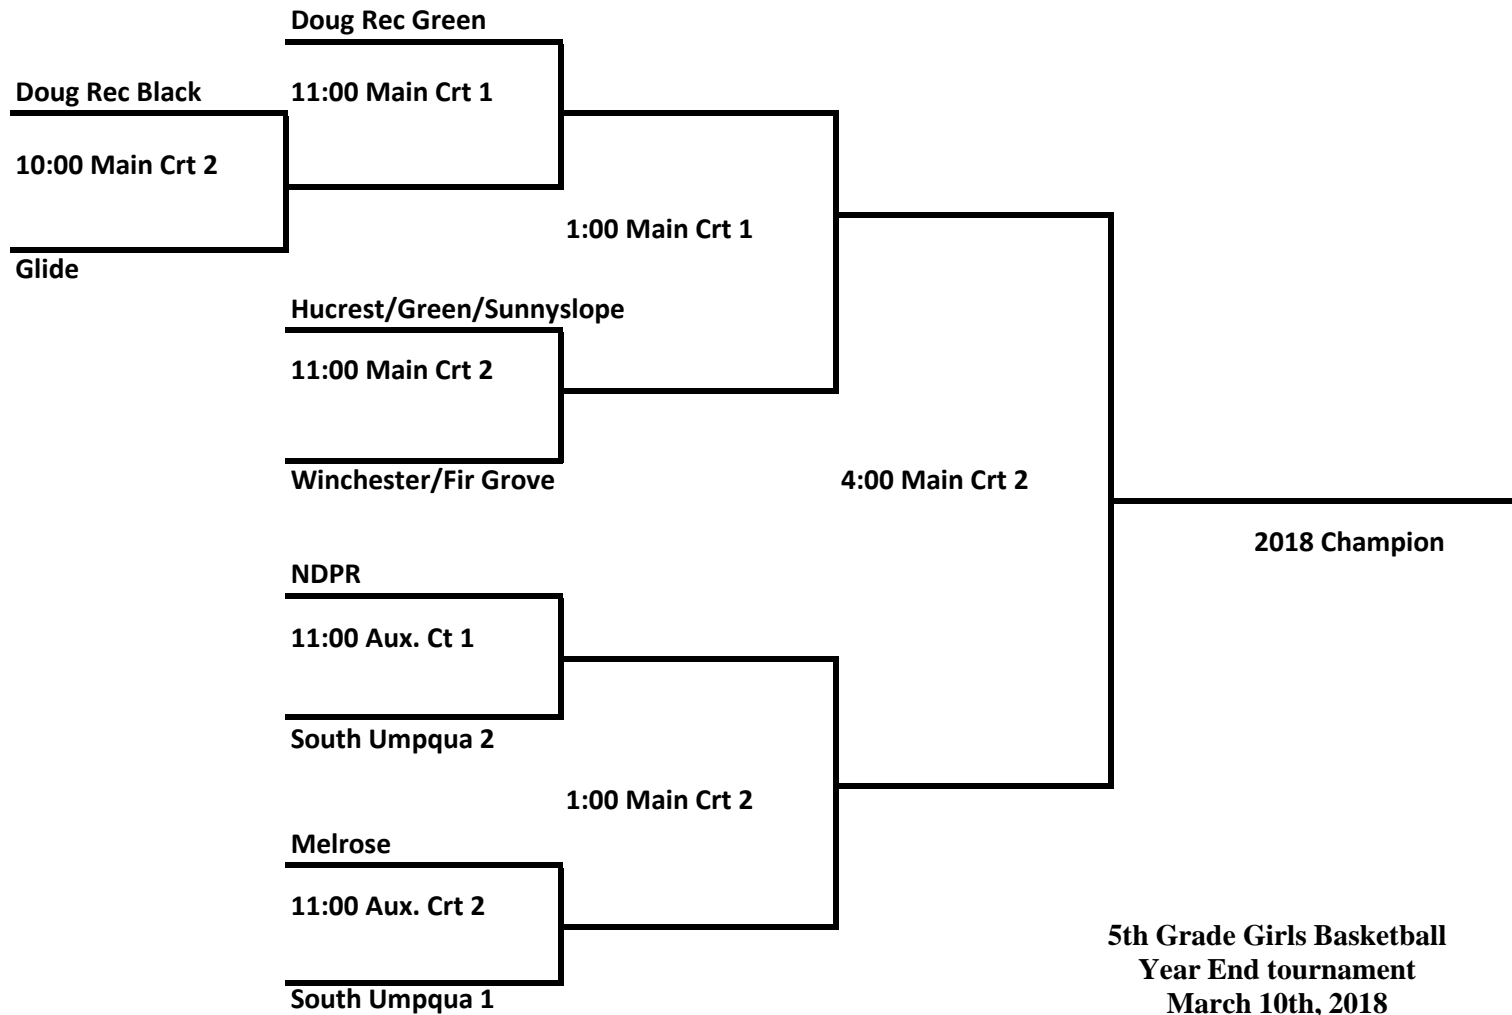 Doug Rec Green
Doug Rec Black
11:00 Main Crt 1
10:00 Main Crt 2
1:00 Main Crt 1
Glide
Hucrest/Green/Sunnyslope
11:00 Main Crt 2
Winchester/Fir Grove
4:00 Main Crt 2
2018 Champion
NDPR
11:00 Aux. Ct 1
South Umpqua 2
1:00 Main Crt 2
Melrose
11:00 Aux. Crt 2
South Umpqua 1
5th Grade Girls Basketball
Year End tournament
March 10th, 2018